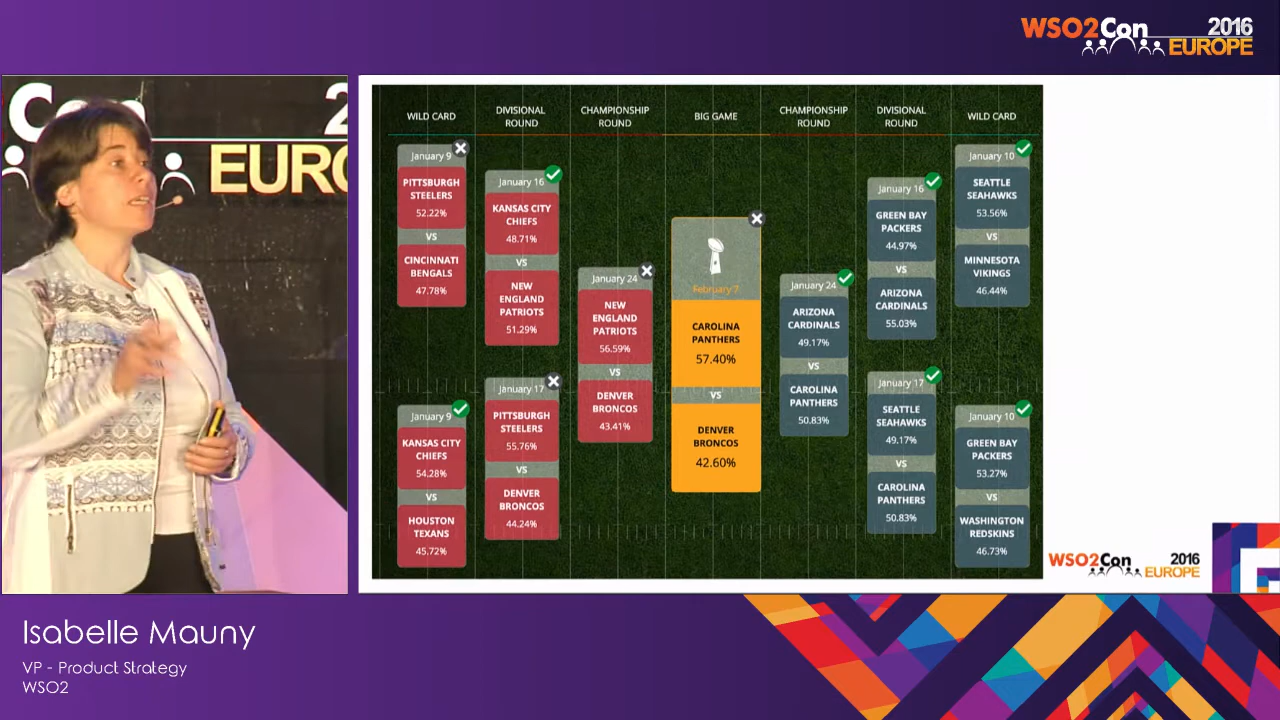 WSO2Con 2016
EUROPE
Con 2
EURO
WILD CARD
DIVISIONAL
ROUND
CHAMPIONSHIP
ROUND
BIG GAME
CHAMPIONSHIP
ROUND
DIVISIONAL
ROUND
WILD CARD
January 9
PITTSBURGH
STEELERS
52.22%
VS
CINCINNATI
BENGALS
47.78%
January 9
KANSAS CITY
CHIEFS
54.28%
VS
HOUSTON
TEXANS
45.72%
January 16
KANSAS CITY
CHIEFS
48.71%
VS
NEW
ENGLAND
PATRIOTS
51.29%
January 17
PITTSBURGH
STEELERS
55.76%
VS
DENVER
BRONCOS
44.24%
January 24
NEW
ENGLAND
PATRIOTS
56.59%
VS
DENVER
BRONCOS
43.41%
February 7
CAROLINA
PANTHERS
57.40%
VS
DENVER
BRONCOS
42.60%
January 24
ARIZONA
CARDINALS
49.17%
VS
CAROLINA
PANTHERS
50.83%
January 16
GREEN BAY
PACKERS
44.97%
VS
ARIZONA
CARDINALS
55.03%
January 17
SEATTLE
SEAHAWKS
49.17%
VS
CAROLINA
PANTHERS
50.83%
January 10
SEATTLE
SEAHAWKS
53.56%
VS
MINNESOTA
VIKINGS
46.44%
January 10
GREEN BAY
PACKERS
53.27%
VS
WASHINGTON
REDSKINS
46.73%
WSO2Con 2016
EUROPE
Isabelle Mauny
VP - Product Strategy
WSO2